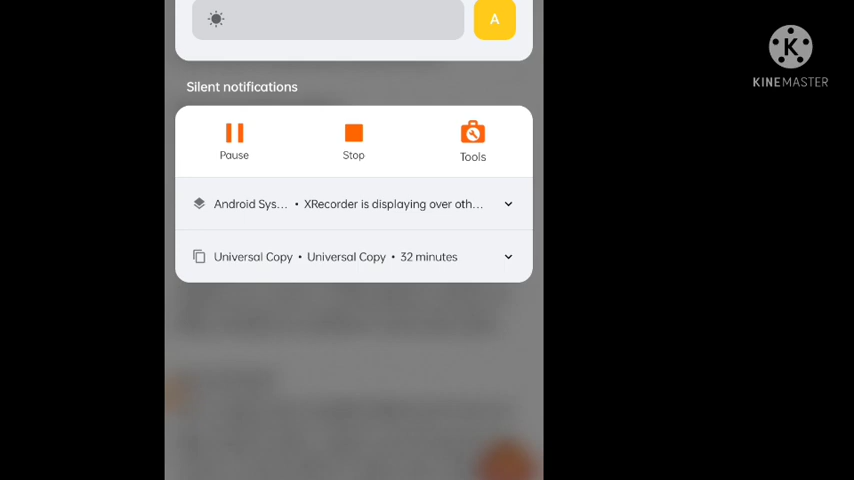 A
K
KINEMASTER
Silent notifications
Pause
Stop
Tools
Android Sys... • XRecorder is displaying over oth...
Universal Copy • Universal Copy • 32 minutes